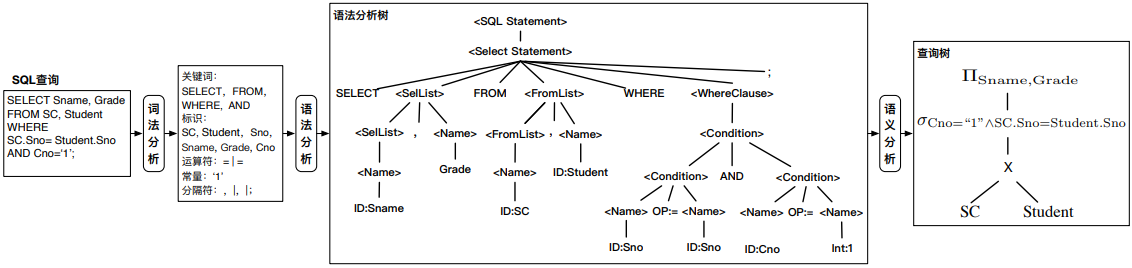 SQL查询
SELECT Sname, Grade
FROM SC, Student
WHERE
SC.Sno= Student.Sno
AND Cno='1';
词法分析
关键词：
SELECT, FROM,
WHERE, AND
标识：
SC, Student, Sno,
Sname, Grade, Cno
运算符：= | =
常量：'1'
分隔符：, |, |;
语法分析
语法分析树
<SQL Statement>
<Select Statement>
SELECT <SelList> FROM <FromList> WHERE <WhereClause> ;
<SelList> , <Name> <FromList> , <Name> <Condition>
<Name> Grade <Name> ID:Student <Condition> AND <Condition>
ID:Sname ID:SC <Name> OP:= <Name> <Name> OP:= <Name>
ID:Sno ID:Sno ID:Cno Int:1
语义分析
查询树
ΠSname,Grade
σCno="1"∧SC.Sno=Student.Sno
X
SC Student